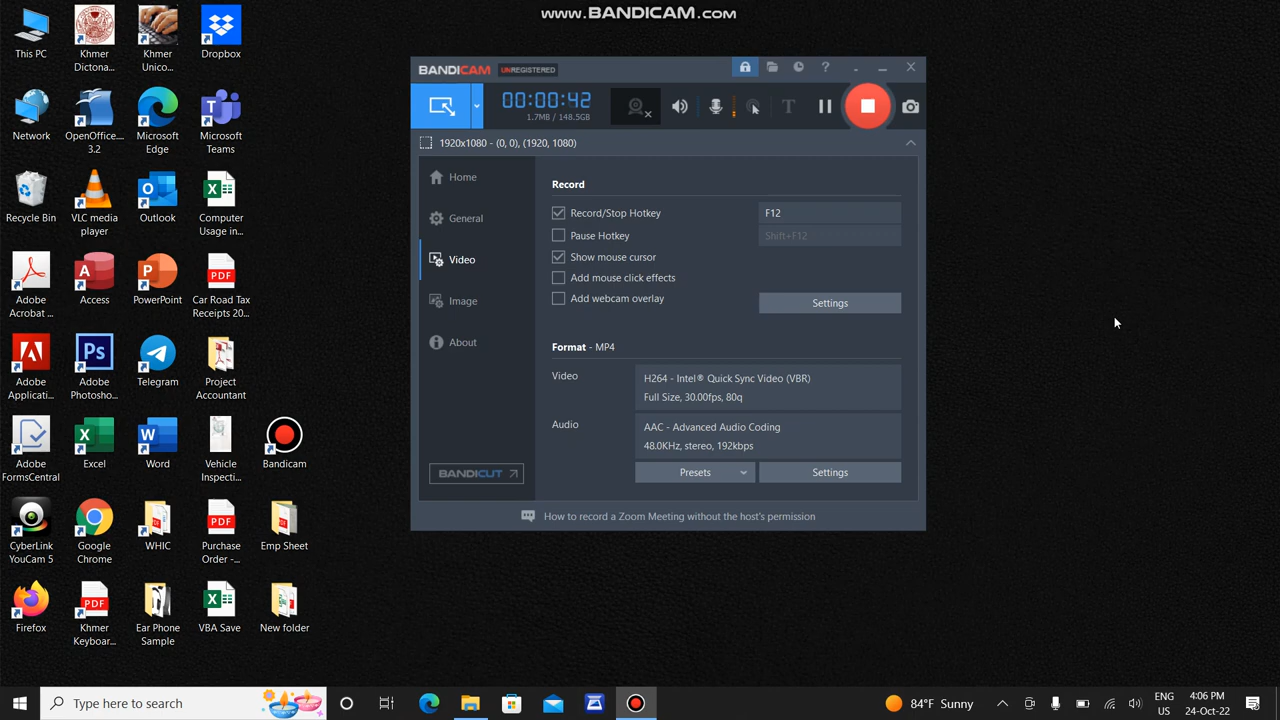 www.BANDICAM.com
This PC
Khmer
Dictona...
Khmer
Unico...
Dropbox
Network
OpenOffice....
3.2
Microsoft
Edge
Microsoft
Teams
Recycle Bin
VLC media
player
Outlook
Computer
Usage in...
Adobe
Acrobat ...
Access
PowerPoint
Car Road Tax
Receipts 20...
Adobe
Applicati...
Adobe
Photosho...
Telegram
Project
Accountant
Adobe
FormsCentral
Excel
Word
Vehicle
Inspecti...
Bandicam
CyberLink
YouCam 5
Google
Chrome
WHIC
Purchase
Order -...
Emp Sheet
Firefox
Khmer
Keyboar...
Ear Phone
Sample
VBA Save
New folder
BANDICAM UNREGISTERED
00:00:42
1.7MB / 148.5GB
1920x1080 - (0, 0), (1920, 1080)
Home
General
Video
Image
About
BANDICUT
Record
Record/Stop Hotkey F12
Pause Hotkey Shift+F12
Show mouse cursor
Add mouse click effects
Add webcam overlay
Settings
Format - MP4
Video
H264 - Intel® Quick Sync Video (VBR)
Full Size, 30.00fps, 80q
Audio
AAC - Advanced Audio Coding
48.0KHz, stereo, 192kbps
Presets
Settings
How to record a Zoom Meeting without the host's permission
Type here to search
84°F Sunny
ENG
US
4:06 PM
24-Oct-22